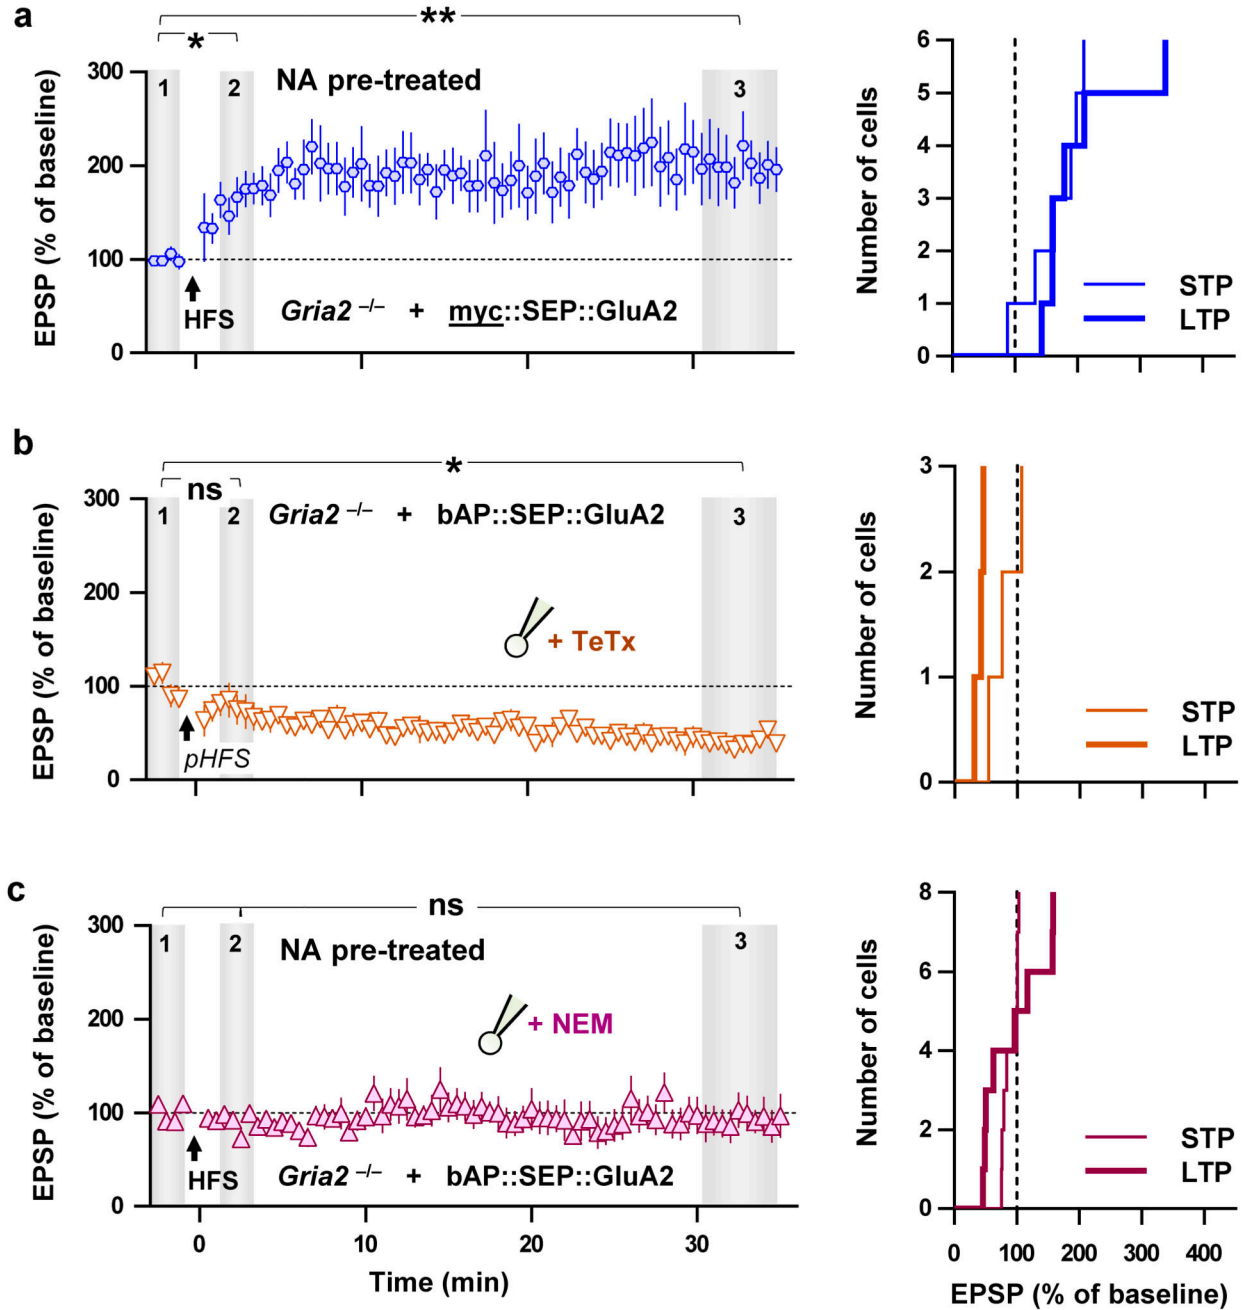 a
**
*
EPSP (% of baseline)
300
200
100
0
1
2
3
NA pre-treated
HFS
Gria2 –/– + myc::SEP::GluA2
Number of cells
6
5
4
3
2
1
0
STP
LTP
b
*
ns
EPSP (% of baseline)
300
200
100
0
1
2
3
Gria2 –/– + bAP::SEP::GluA2
+ TeTx
pHFS
Number of cells
3
2
1
0
STP
LTP
c
ns
EPSP (% of baseline)
300
200
100
0
1
2
3
NA pre-treated
+ NEM
HFS
Gria2 –/– + bAP::SEP::GluA2
0 10 20 30
Time (min)
Number of cells
8
6
4
2
0
STP
LTP
0 100 200 300 400
EPSP (% of baseline)